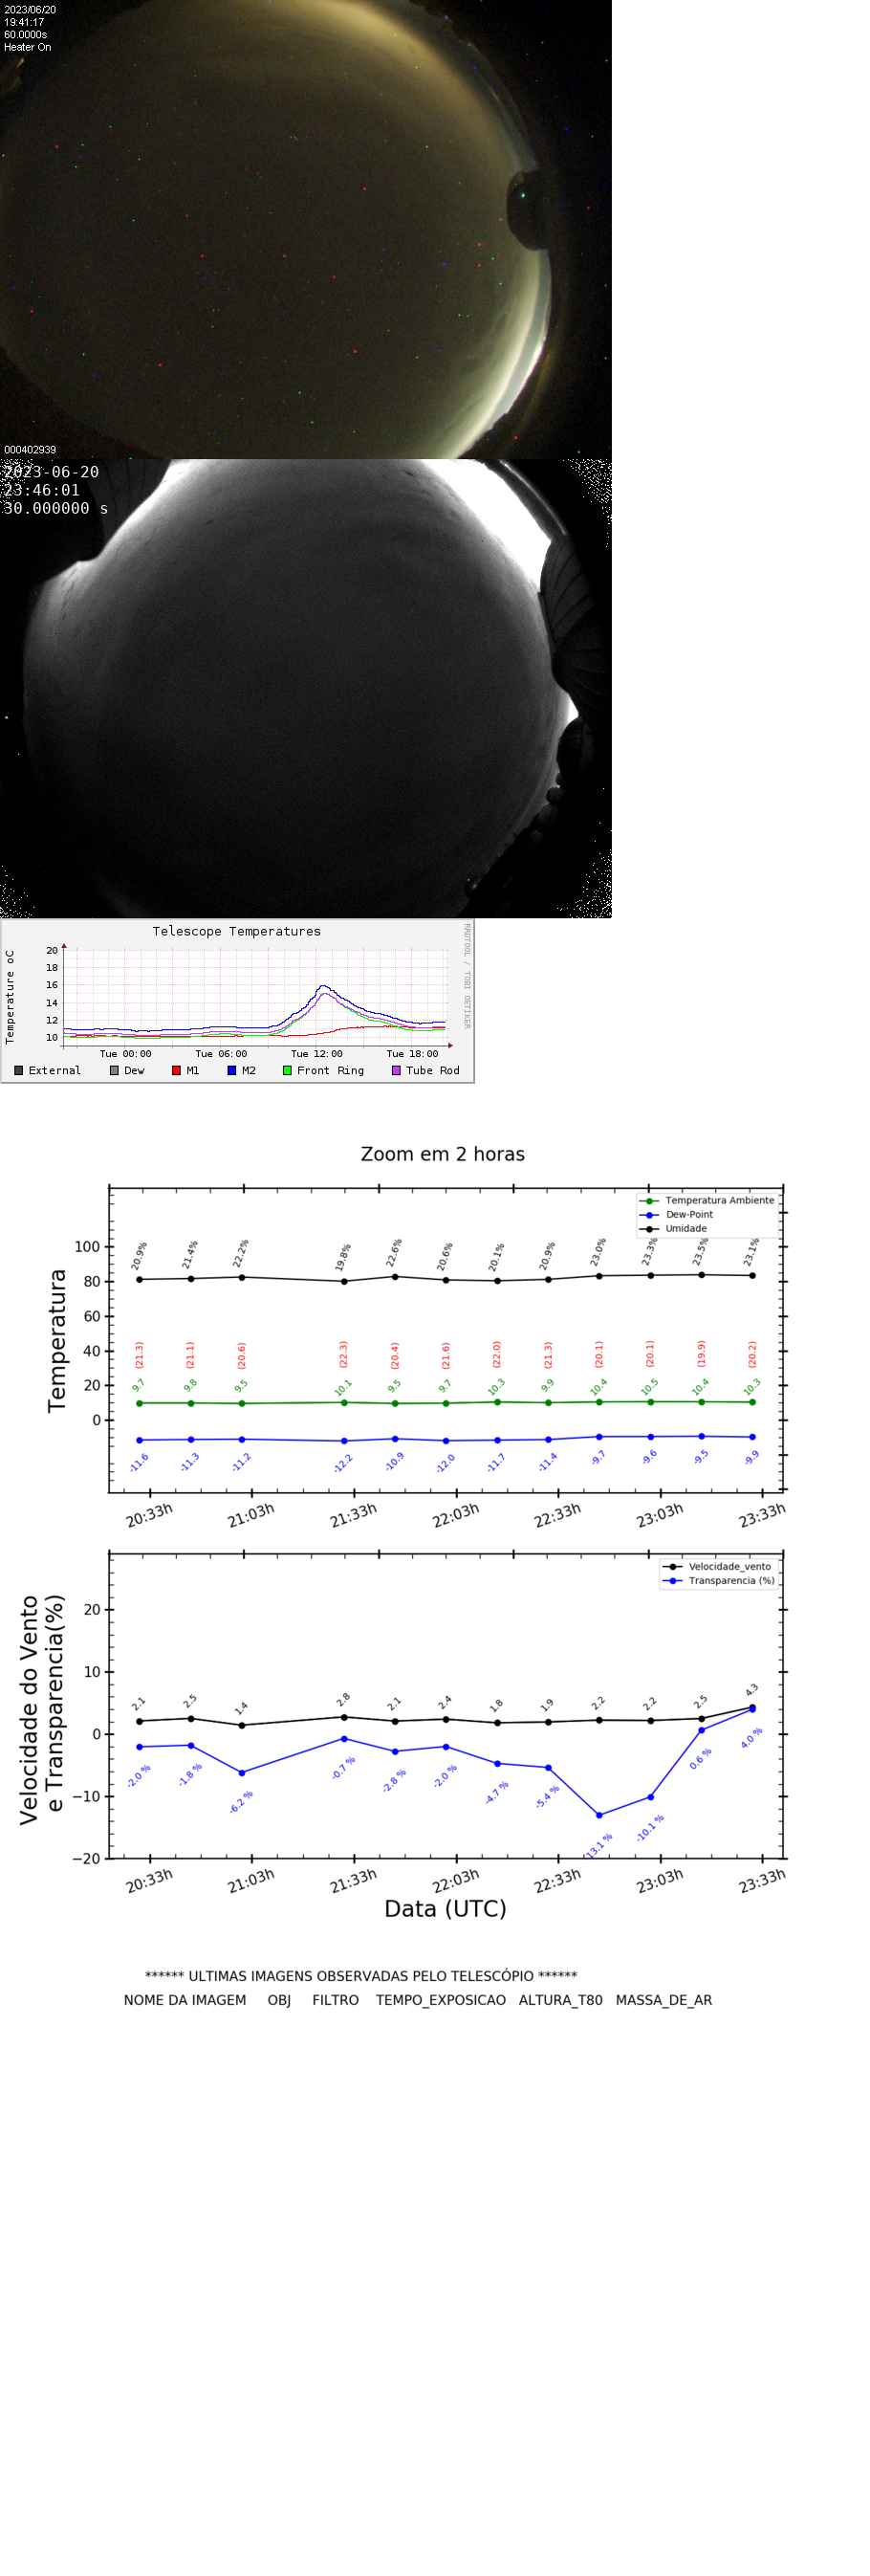 2023/06/20
19:41:17
60.0000s
Heater On
000402939
2023-06-20
23:46:01
30.000000 s
Telescope Temperatures
RRDTOOL / TOBI OETIKER
Temperature oC
20
18
16
14
12
10
Tue 00:00 Tue 06:00 Tue 12:00 Tue 18:00
External Dew M1 M2 Front Ring Tube Rod
Zoom em 2 horas
Temperatura Ambiente
Dew-Point
Umidade
Temperatura
100
80
60
40
20
0
20.9% 21.4% 22.2% 19.8% 22.6% 20.6% 20.1% 20.9% 23.0% 23.3% 23.5% 23.1%
(21.3) (21.1) (20.6) (22.3) (20.4) (21.6) (22.0) (21.3) (20.1) (20.1) (19.9) (20.2)
9.7 9.8 9.5 10.1 9.5 9.7 10.3 9.9 10.4 10.5 10.4 10.3
-11.6 -11.3 -11.2 -12.2 -10.9 -12.0 -11.7 -11.4 -9.7 -9.6 -9.5 -9.9
20:33h 21:03h 21:33h 22:03h 22:33h 23:03h 23:33h
Velocidade_vento
Transparencia (%)
Velocidade do Vento
e Transparencia(%)
20
10
0
−10
−20
2.1 2.5 1.4 2.8 2.1 2.4 1.8 1.9 2.2 2.2 2.5 4.3
-2.0 % -1.8 % -6.2 % -0.7 % -2.8 % -2.0 % -4.7 % -5.4 % -13.1 % -10.1 % 0.6 % 4.0 %
20:33h 21:03h 21:33h 22:03h 22:33h 23:03h 23:33h
Data (UTC)
****** ULTIMAS IMAGENS OBSERVADAS PELO TELESCÓPIO ******
NOME DA IMAGEM OBJ FILTRO TEMPO_EXPOSICAO ALTURA_T80 MASSA_DE_AR